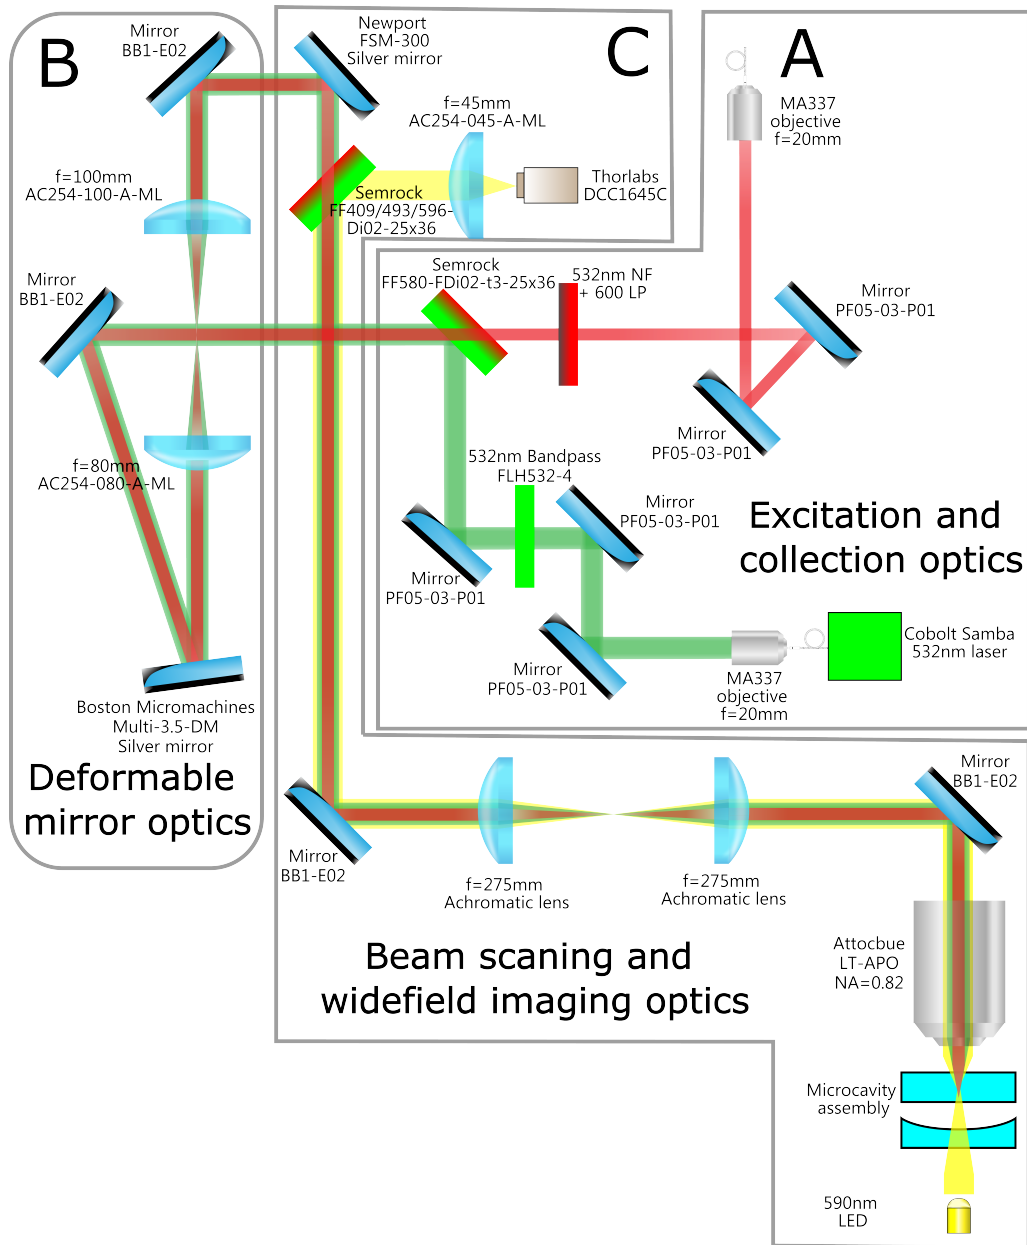 B
Mirror
BB1-E02
Newport
FSM-300
Silver mirror
C
A
f=45mm
AC254-045-A-ML
MA337
objective
f=20mm
f=100mm
AC254-100-A-ML
Semrock
FF409/493/596-
Di02-25x36
Thorlabs
DCC1645C
Mirror
BB1-E02
Semrock
FF580-FDi02-t3-25x36
532nm NF
+ 600 LP
Mirror
PF05-03-P01
Mirror
PF05-03-P01
f=80mm
AC254-080-A-ML
532nm Bandpass
FLH532-4
Mirror
PF05-03-P01
Excitation and
collection optics
Mirror
PF05-03-P01
Mirror
PF05-03-P01
MA337
objective
f=20mm
Cobolt Samba
532nm laser
Boston Micromachines
Multi-3.5-DM
Silver mirror
Deformable
mirror optics
Mirror
BB1-E02
Mirror
BB1-E02
f=275mm
Achromatic lens
f=275mm
Achromatic lens
Beam scaning and
widefield imaging optics
Attocbue
LT-APO
NA=0.82
Microcavity
assembly
590nm
LED